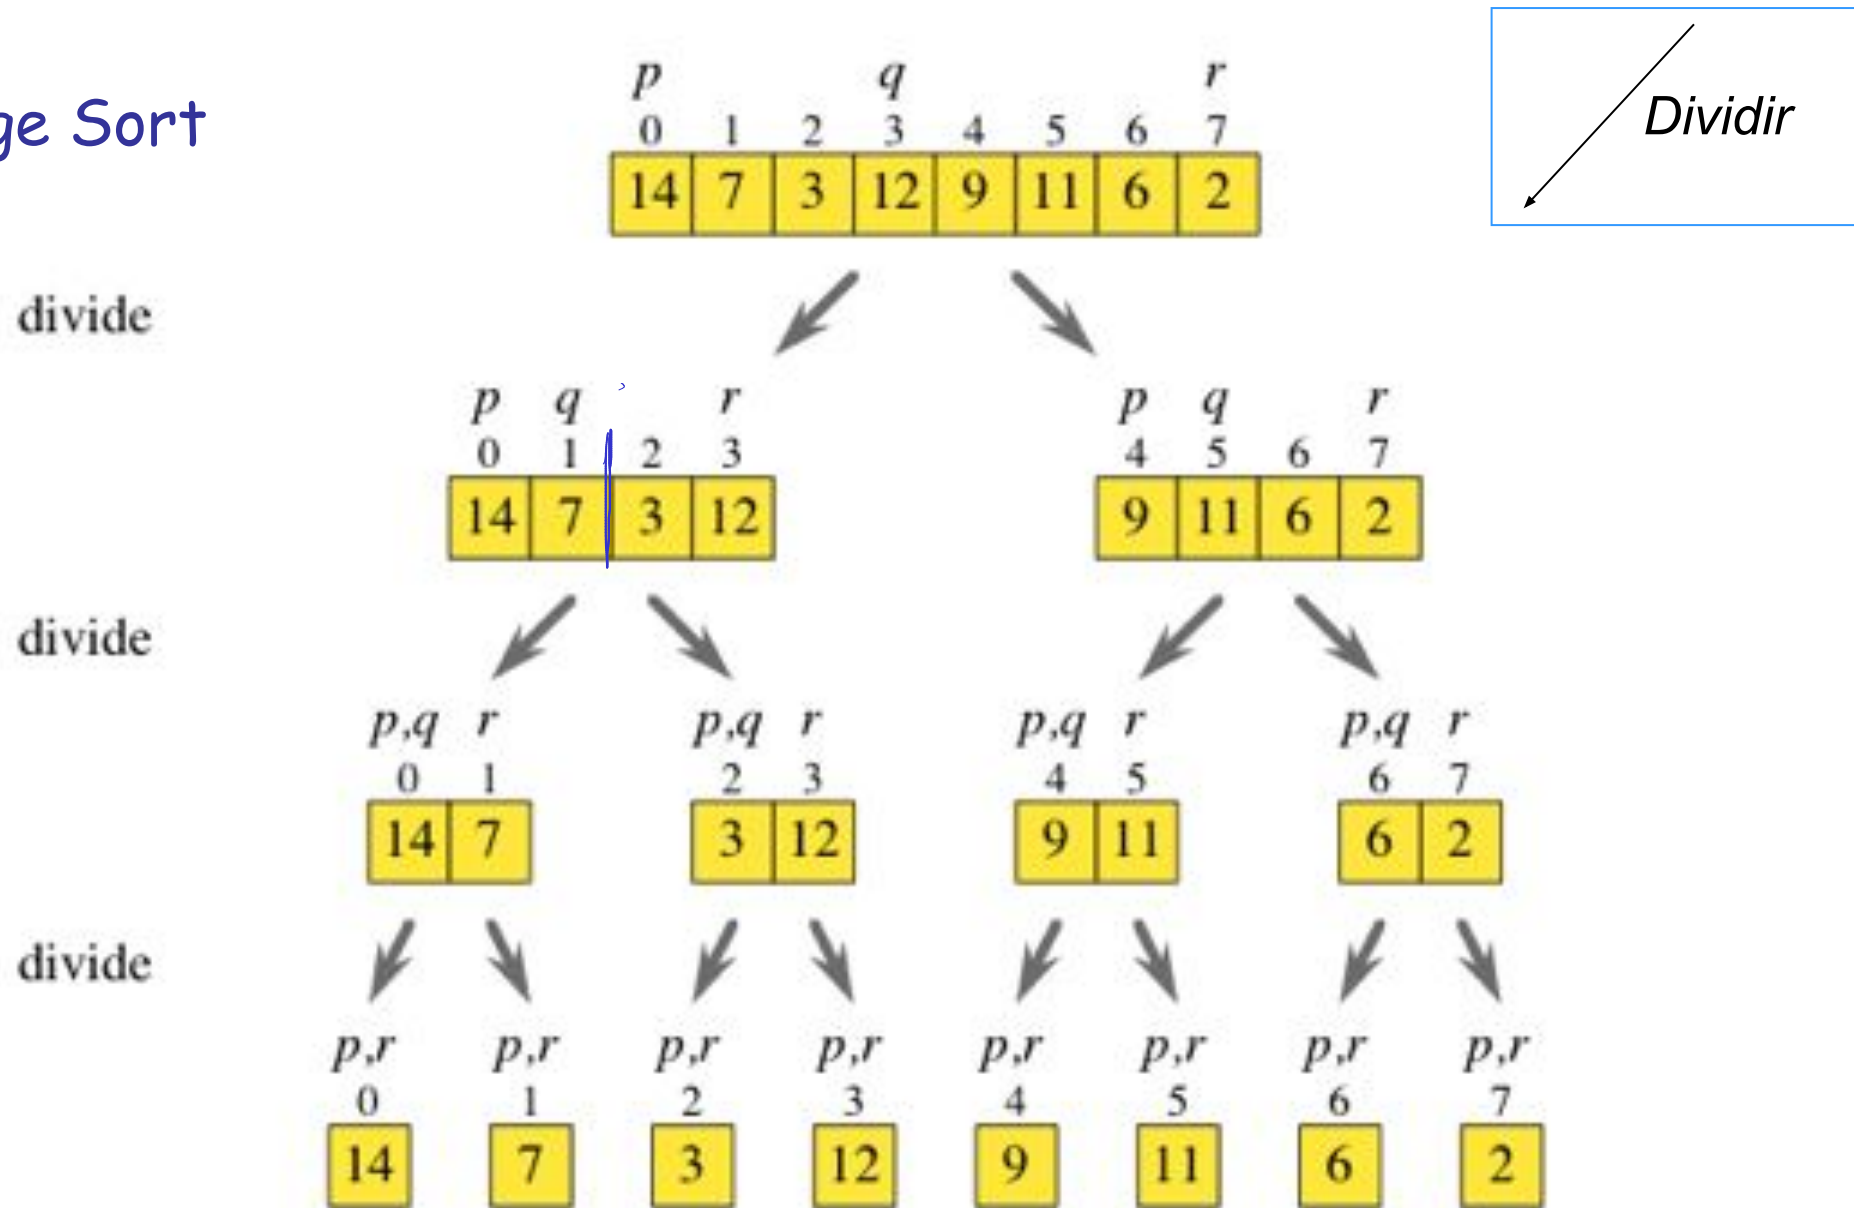 ge Sort
Dividir
p q r
0 1 2 3 4 5 6 7
14 7 3 12 9 11 6 2
divide
p q r p q r
0 1 2 3 4 5 6 7
14 7 3 12 9 11 6 2
divide
p,q r p,q r p,q r p,q r
0 1 2 3 4 5 6 7
14 7 3 12 9 11 6 2
divide
p,r p,r p,r p,r p,r p,r p,r p,r
0 1 2 3 4 5 6 7
14 7 3 12 9 11 6 2